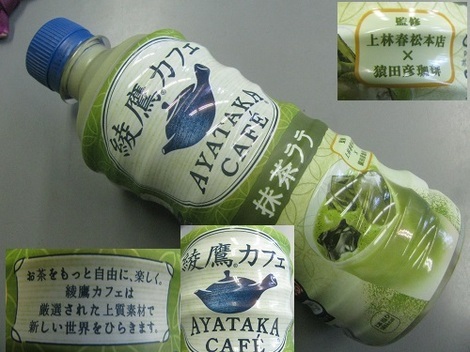 綾鷹カフェ
AYATAKA
CAFÉ
抹茶ラテ
監修
上林春松本店
×
猿田彦珈琲
お茶をもっと自由に、楽しく。
綾鷹カフェは
厳選された上質素材で
新しい世界をひらきます。
綾鷹カフェ
AYATAKA
CAFÉ